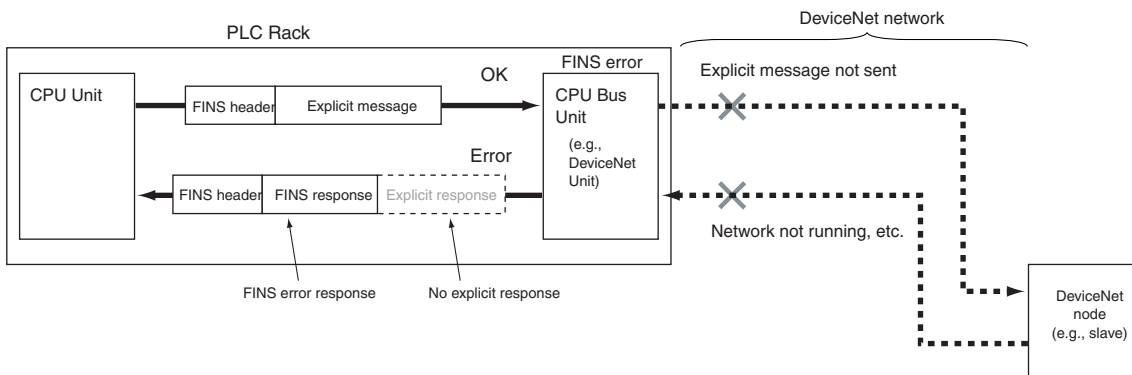 DeviceNet network
PLC Rack
FINS error
OK
Explicit message not sent
CPU Unit
FINS header
Explicit message
CPU Bus
Unit
(e.g.,
DeviceNet
Unit)
Error
FINS header
FINS response
Explicit response
Network not running, etc.
FINS error response
No explicit response
DeviceNet
node
(e.g., slave)